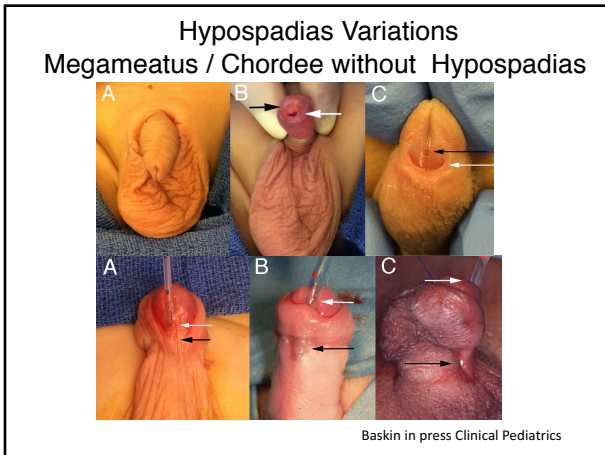 Hypospadias Variations
Megameatus / Chordee without Hypospadias
A B C
A B C
Baskin in press Clinical Pediatrics